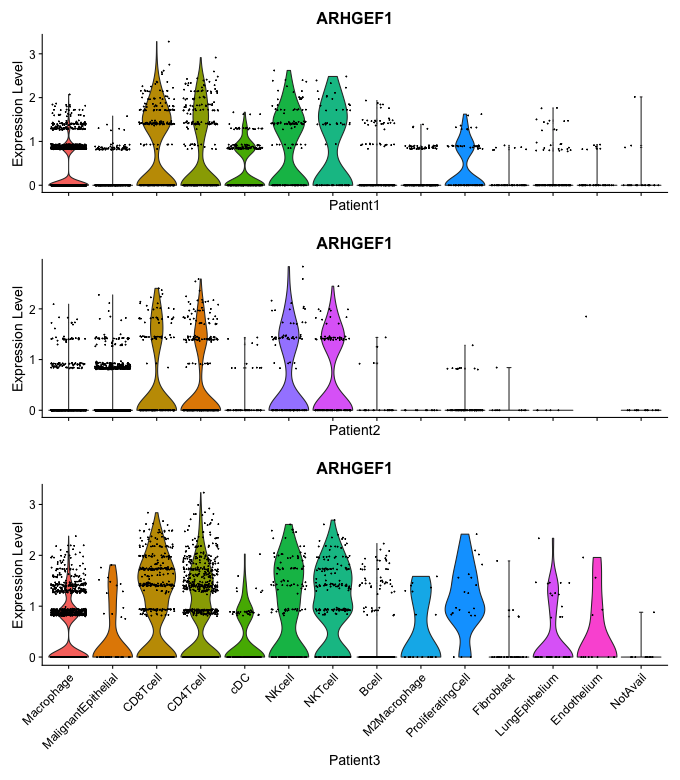 ARHGEF1
Expression Level
3
2
1
0
Patient1
ARHGEF1
Expression Level
2
1
0
Patient2
ARHGEF1
Expression Level
3
2
1
0
Macrophage
MalignantEpithelial
CD8Tcell
CD4Tcell
cDC
NKcell
NKTcell
Bcell
M2Macrophage
ProliferatingCell
Fibroblast
LungEpithelium
Endothelium
NotAvail
Patient3